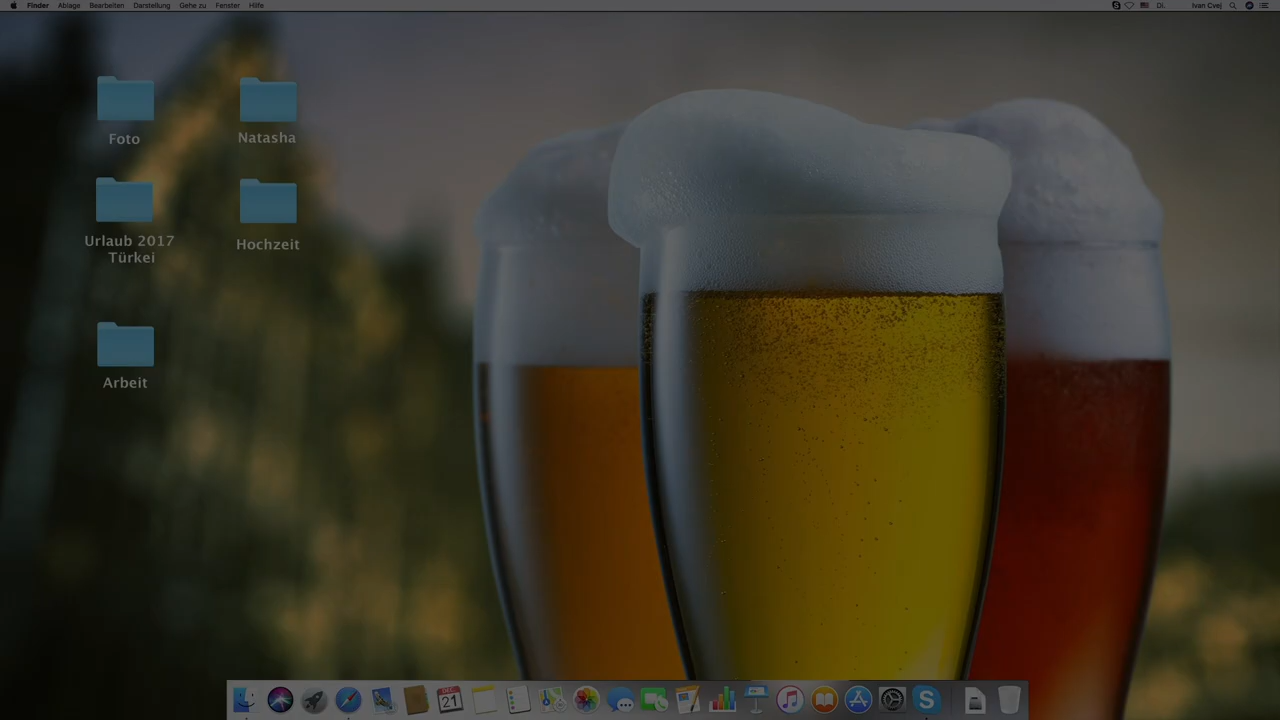 Finder Ablage Bearbeiten Darstellung Gehe zu Fenster Hilfe
Di.
Ivan Cvej
Foto
Natasha
Urlaub 2017
Türkei
Hochzeit
Arbeit
21